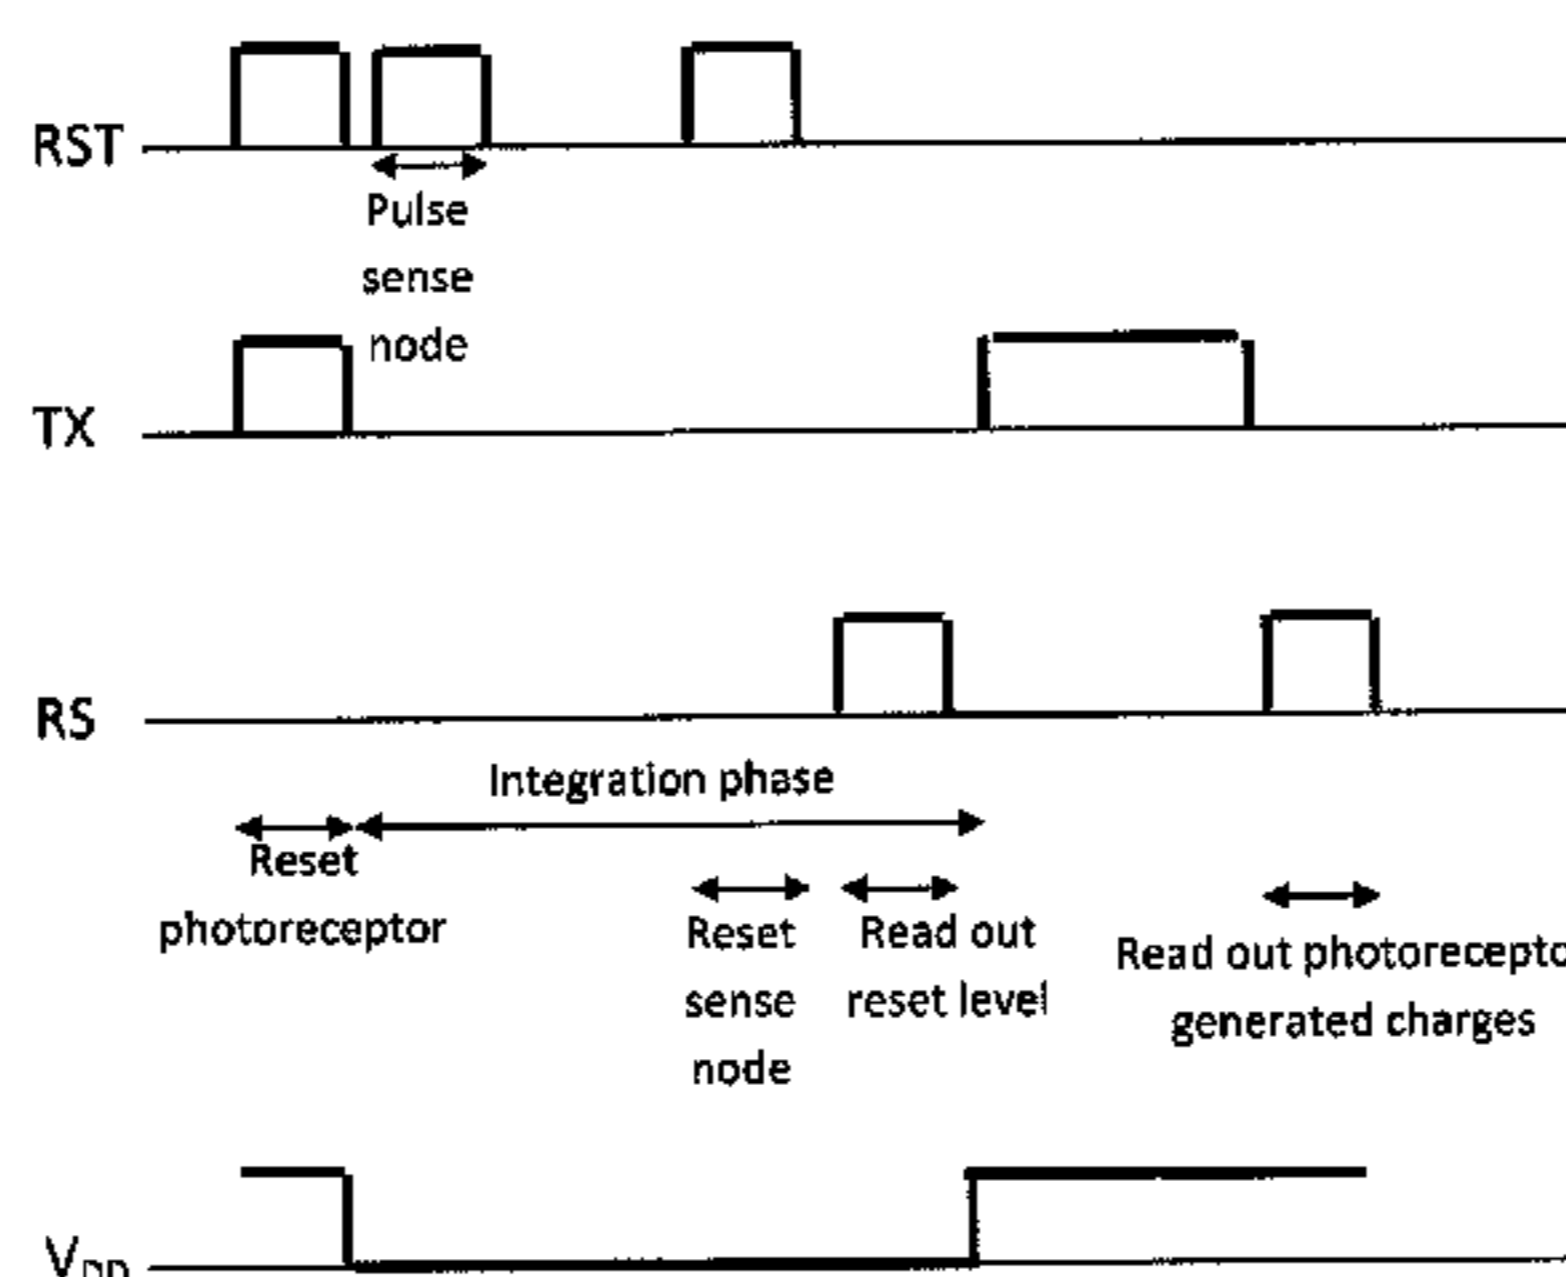 RST
Pulse
sense
node
TX
RS
Integration phase
Reset
photoreceptor
Reset
sense
node
Read out
reset level
Read out photorecepto
generated charges
VDD